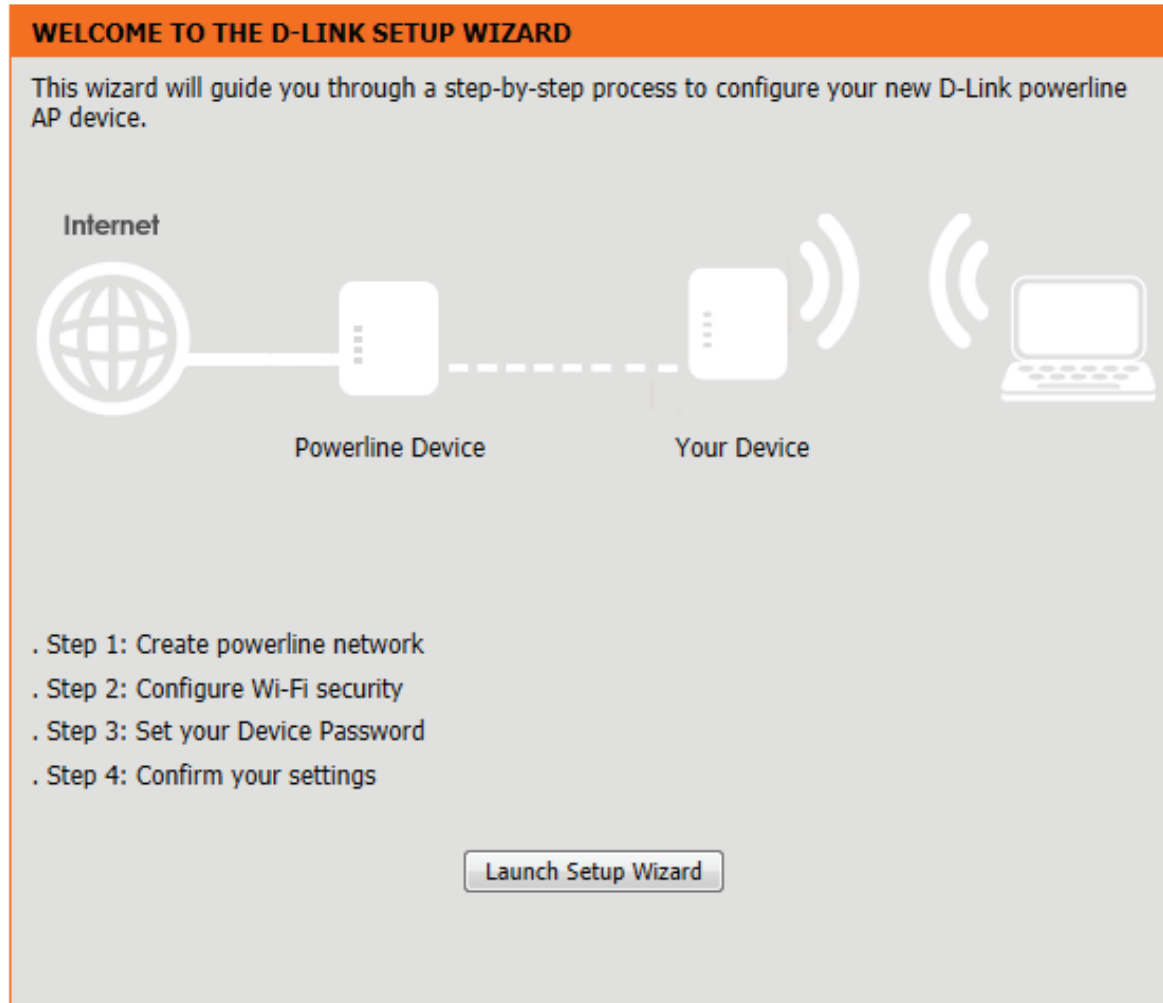 WELCOME TO THE D-LINK SETUP WIZARD
This wizard will guide you through a step-by-step process to configure your new D-Link powerline
AP device.
Internet
Powerline Device
Your Device
. Step 1: Create powerline network
. Step 2: Configure Wi-Fi security
. Step 3: Set your Device Password
. Step 4: Confirm your settings
Launch Setup Wizard